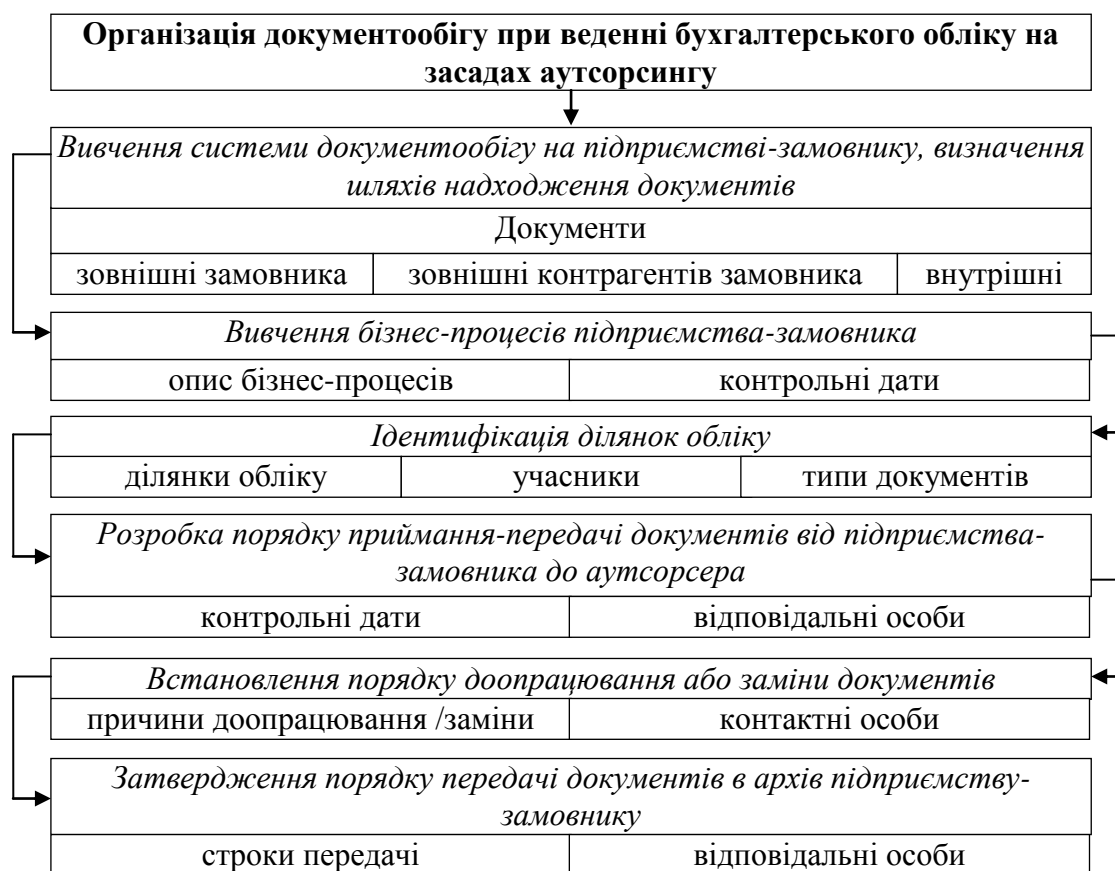 Організація документообігу при веденні бухгалтерського обліку на
засадах аутсорсингу
Вивчення системи документообігу на підприємстві-замовнику, визначення
шляхів надходження документів
Документи
зовнішні замовника зовнішні контрагентів замовника внутрішні
Вивчення бізнес-процесів підприємства-замовника
опис бізнес-процесів контрольні дати
Ідентифікація ділянок обліку
ділянки обліку учасники типи документів
Розробка порядку приймання-передачі документів від підприємства-
замовника до аутсорсера
контрольні дати відповідальні особи
Встановлення порядку доопрацювання або заміни документів
причини доопрацювання /заміни контактні особи
Затвердження порядку передачі документів в архів підприємству-
замовнику
строки передачі відповідальні особи